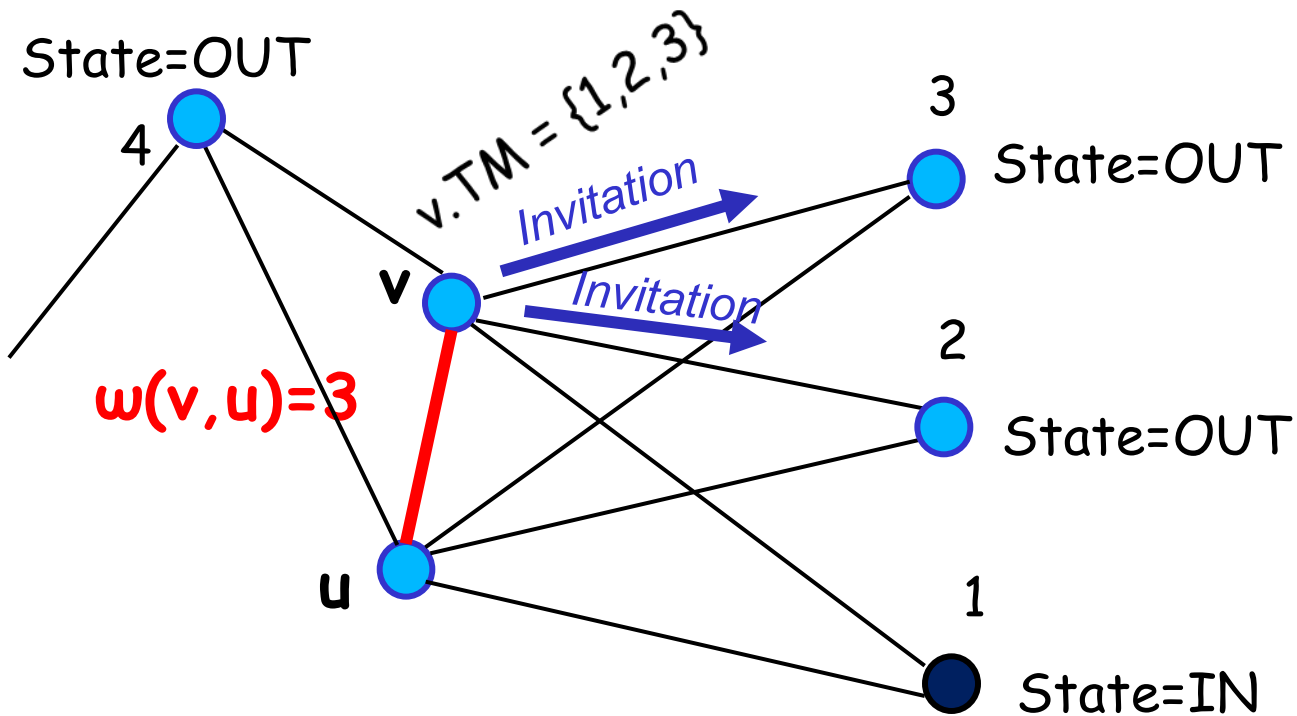 State=OUT
4
v.TM = {1,2,3}
3
State=OUT
Invitation
v
Invitation
2
State=OUT
ω(v,u)=3
u
1
State=IN